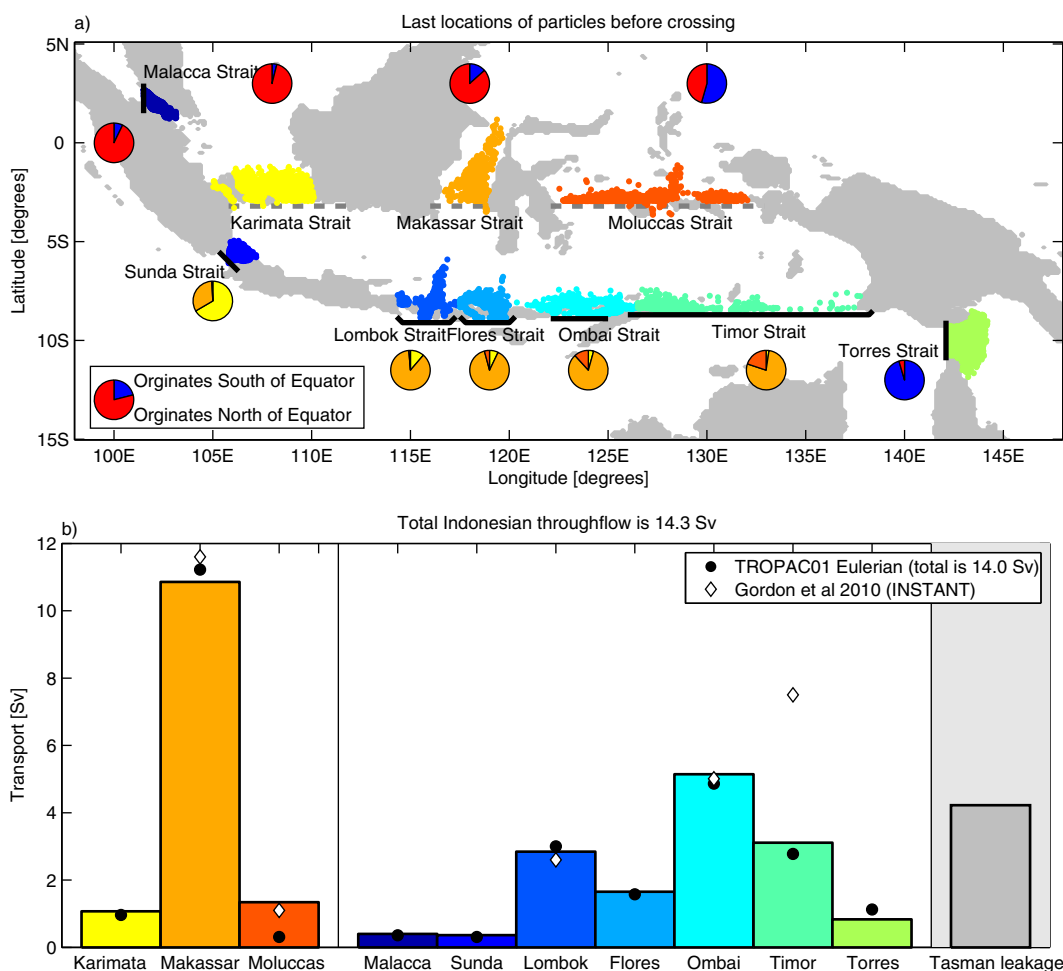 a)
Last locations of particles before crossing
5N
Malacca Strait
0
Latitude [degrees]
Karimata Strait
Makassar Strait
Moluccas Strait
5S
Sunda Strait
Lombok Strait
Flores Strait
Ombai Strait
Timor Strait
10S
Torres Strait
Orginates South of Equator
Orginates North of Equator
15S
100E 105E 110E 115E 120E 125E 130E 135E 140E 145E
Longitude [degrees]
b)
Total Indonesian throughflow is 14.3 Sv
12
TROPAC01 Eulerian (total is 14.0 Sv)
Gordon et al 2010 (INSTANT)
10
8
6
Transport [Sv]
4
2
0
Karimata Makassar Moluccas Malacca Sunda Lombok Flores Ombai Timor Torres Tasman leakage